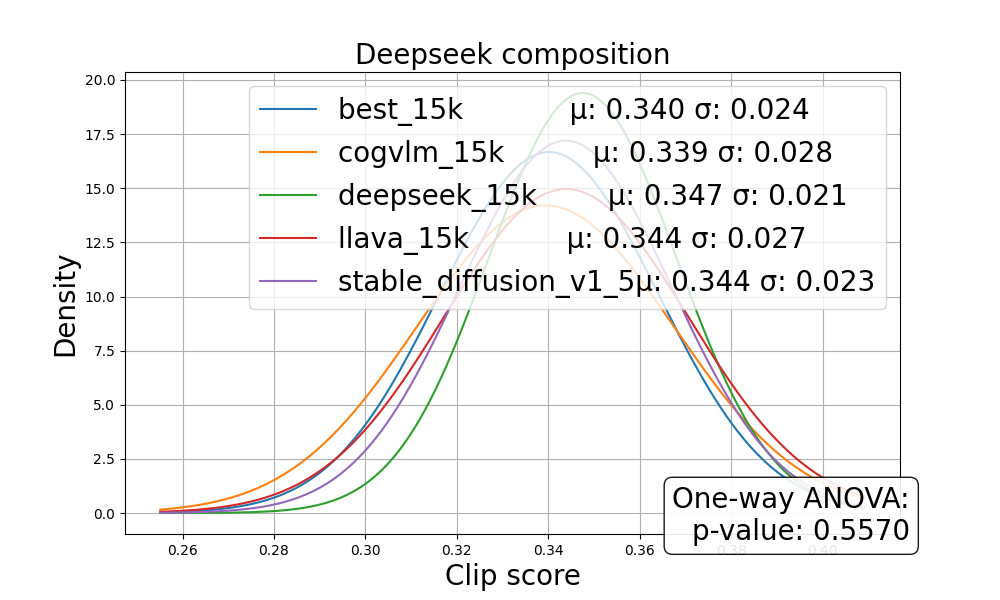 Deepseek composition
20.0
17.5
15.0
12.5
10.0
7.5
5.0
2.5
0.0
Density
best_15k μ: 0.340 σ: 0.024
cogvlm_15k μ: 0.339 σ: 0.028
deepseek_15k μ: 0.347 σ: 0.021
llava_15k μ: 0.344 σ: 0.027
stable_diffusion_v1_5μ: 0.344 σ: 0.023
One-way ANOVA:
p-value: 0.5570
0.26 0.28 0.30 0.32 0.34 0.36 0.38 0.40
Clip score